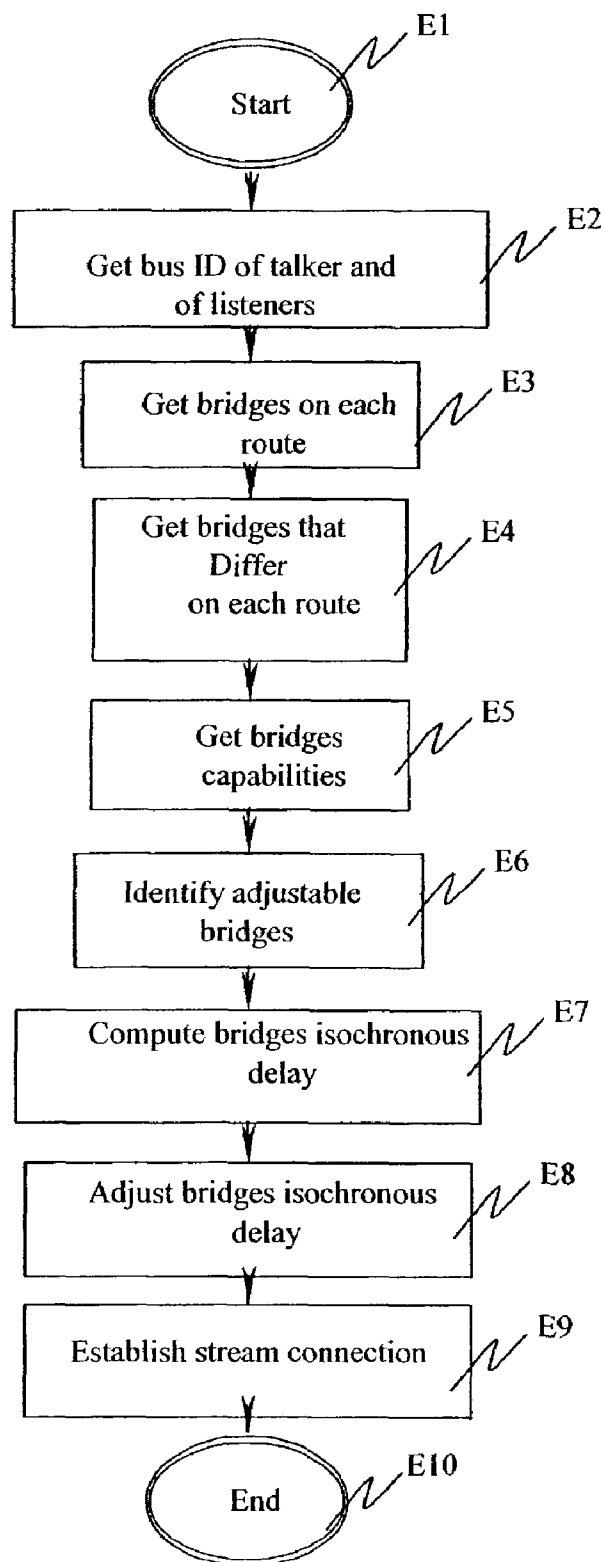 E1
Start
E2
Get bus ID of talker and
of listeners
E3
Get bridges on each
route
E4
Get bridges that
Differ
on each route
E5
Get bridges
capabilities
E6
Identify adjustable
bridges
E7
Compute bridges isochronous
delay
E8
Adjust bridges isochronous
delay
E9
Establish stream connection
E10
End